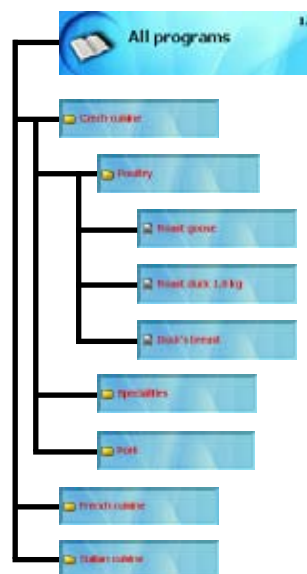 All programs
1.
Czech cuisine
Poultry
Roast goose
Roast duck 1,8 kg
Duck's breast
Specialities
Pork
French cuisine
Italian cuisine